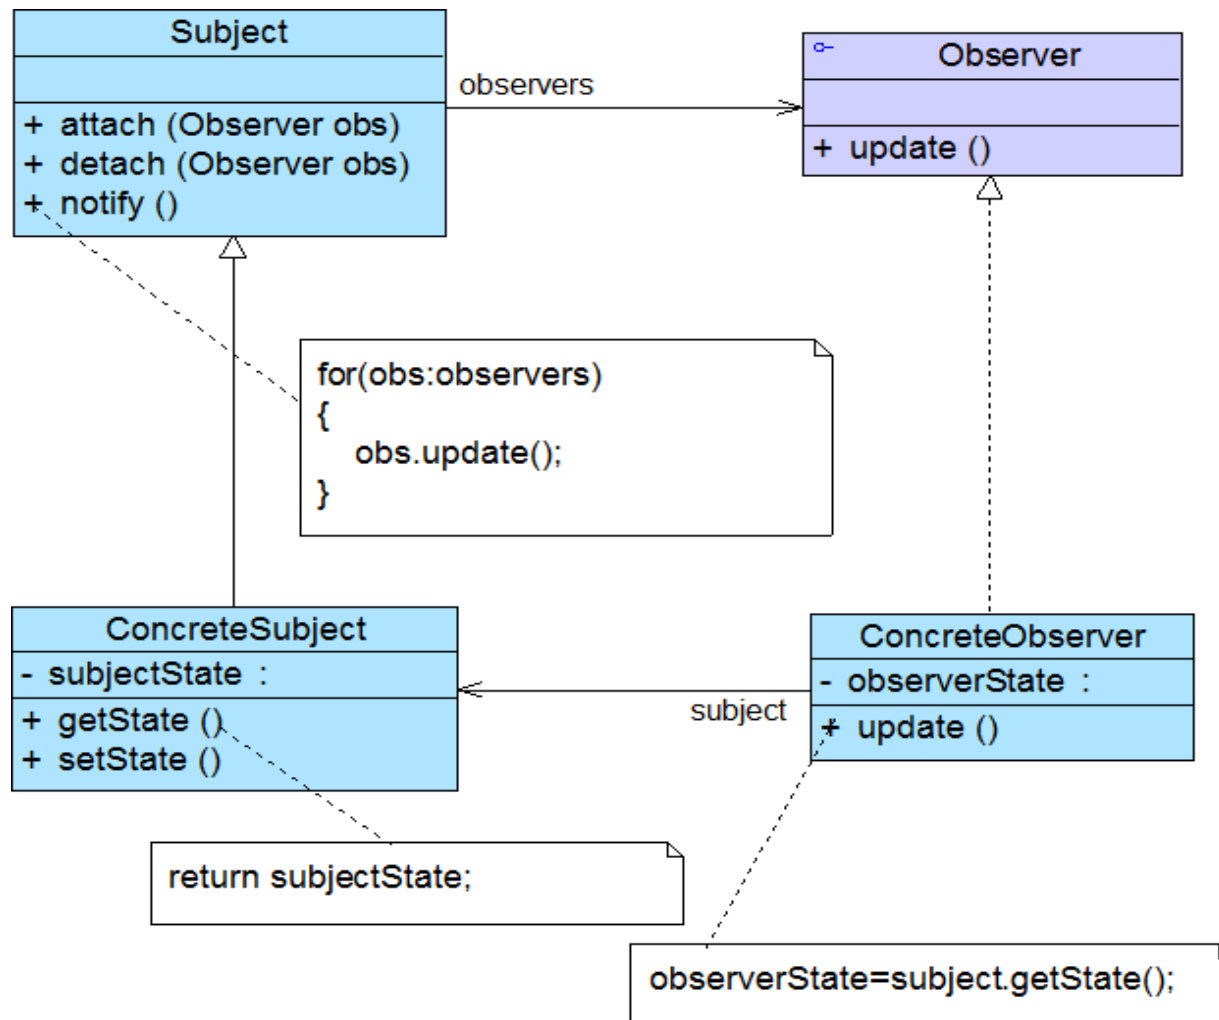 Subject
+ attach (Observer obs)
+ detach (Observer obs)
+ notify ()
observers
Observer
+ update ()
for(obs:observers)
{
obs.update();
}
ConcreteSubject
- subjectState :
+ getState ()
+ setState ()
subject
ConcreteObserver
- observerState :
+ update ()
return subjectState;
observerState=subject.getState();